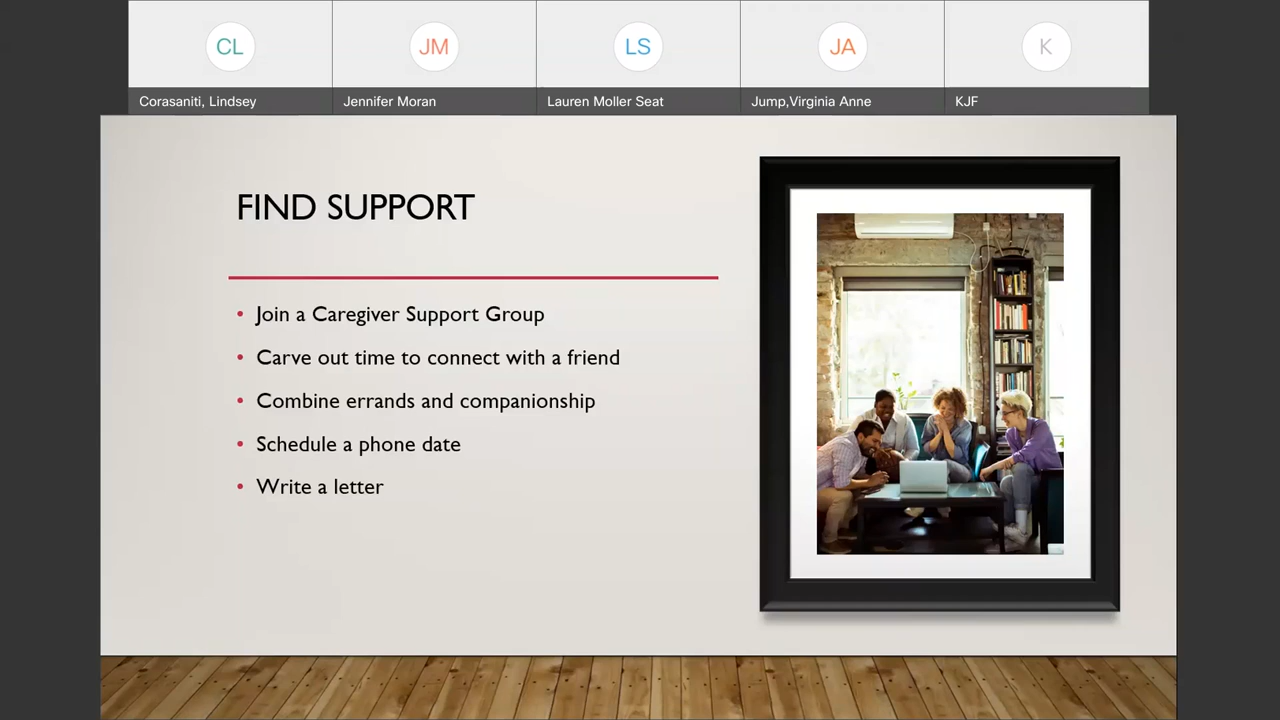 CL
JM
LS
JA
K
Corasaniti, Lindsey
Jennifer Moran
Lauren Moller Seat
Jump,Virginia Anne
KJF
FIND SUPPORT
• Join a Caregiver Support Group
• Carve out time to connect with a friend
• Combine errands and companionship
• Schedule a phone date
• Write a letter